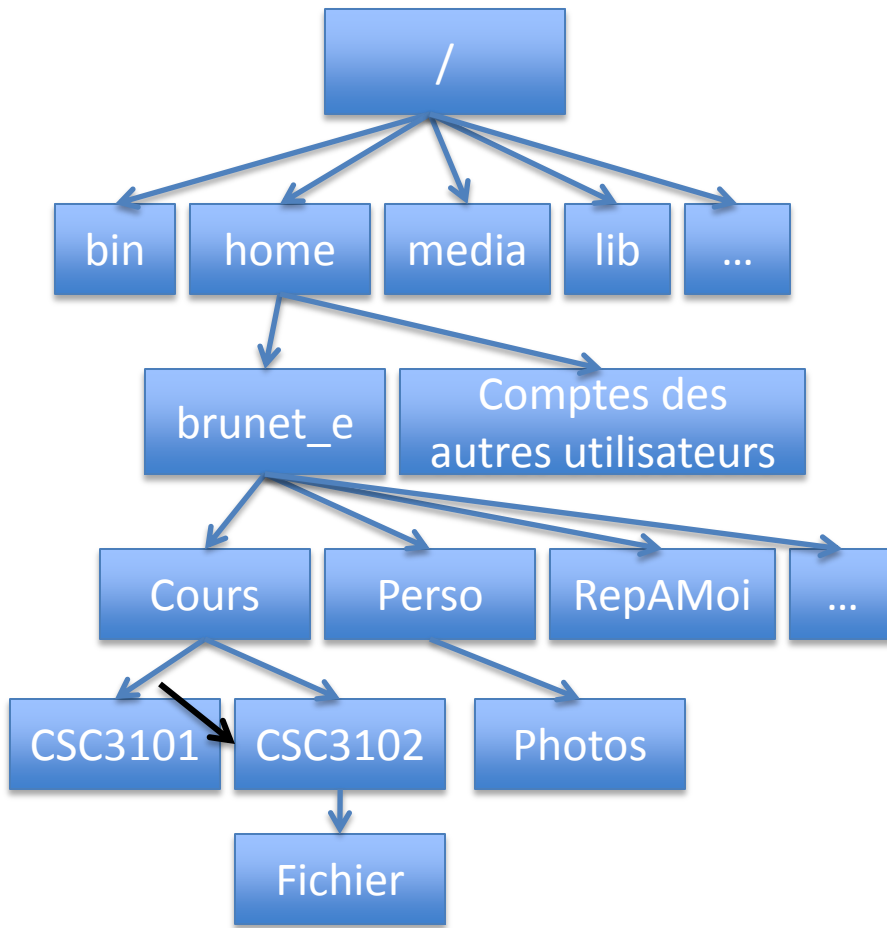 /
bin
home
media
lib
...
brunet_e
Comptes des
autres utilisateurs
Cours
Perso
RepAMoi
...
CSC3101
CSC3102
Photos
Fichier